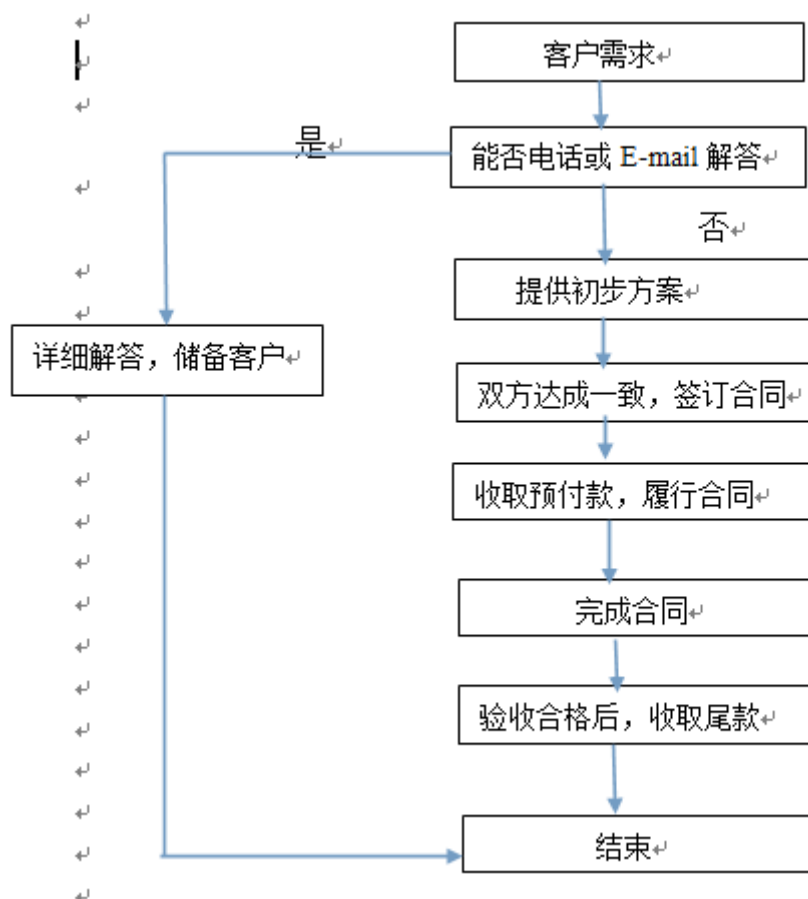 客户需求
是
能否电话或 E-mail 解答
否
提供初步方案
详细解答，储备客户
双方达成一致，签订合同
收取预付款，履行合同
完成合同
验收合格后，收取尾款
结束